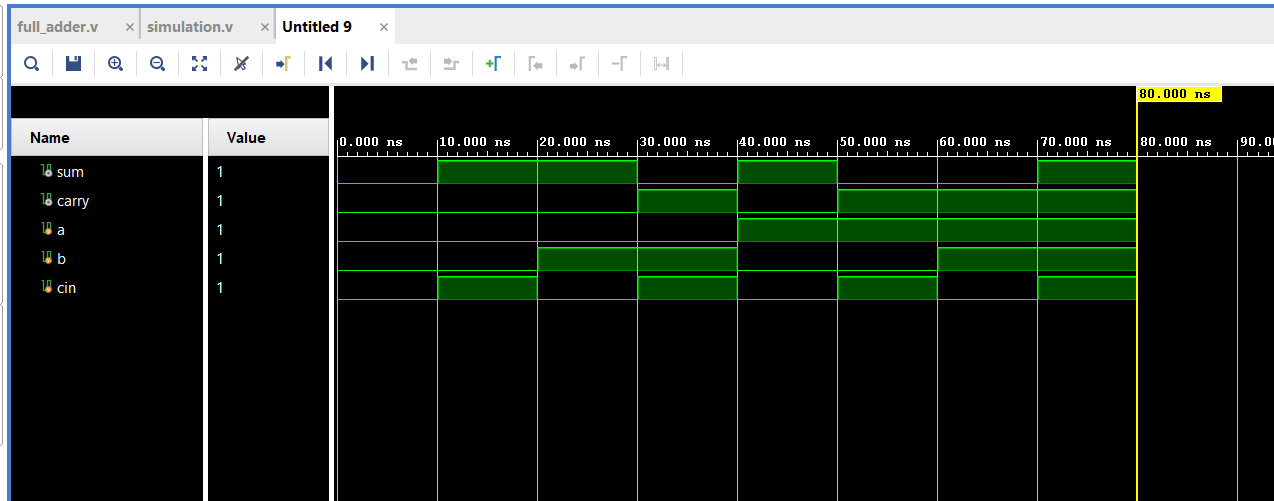 full_adder.v × simulation.v × Untitled 9 ×
80.000 ns
Name Value
0.000 ns 10.000 ns 20.000 ns 30.000 ns 40.000 ns 50.000 ns 60.000 ns 70.000 ns 80.000 ns 90.0
sum 1
carry 1
a 1
b 1
cin 1